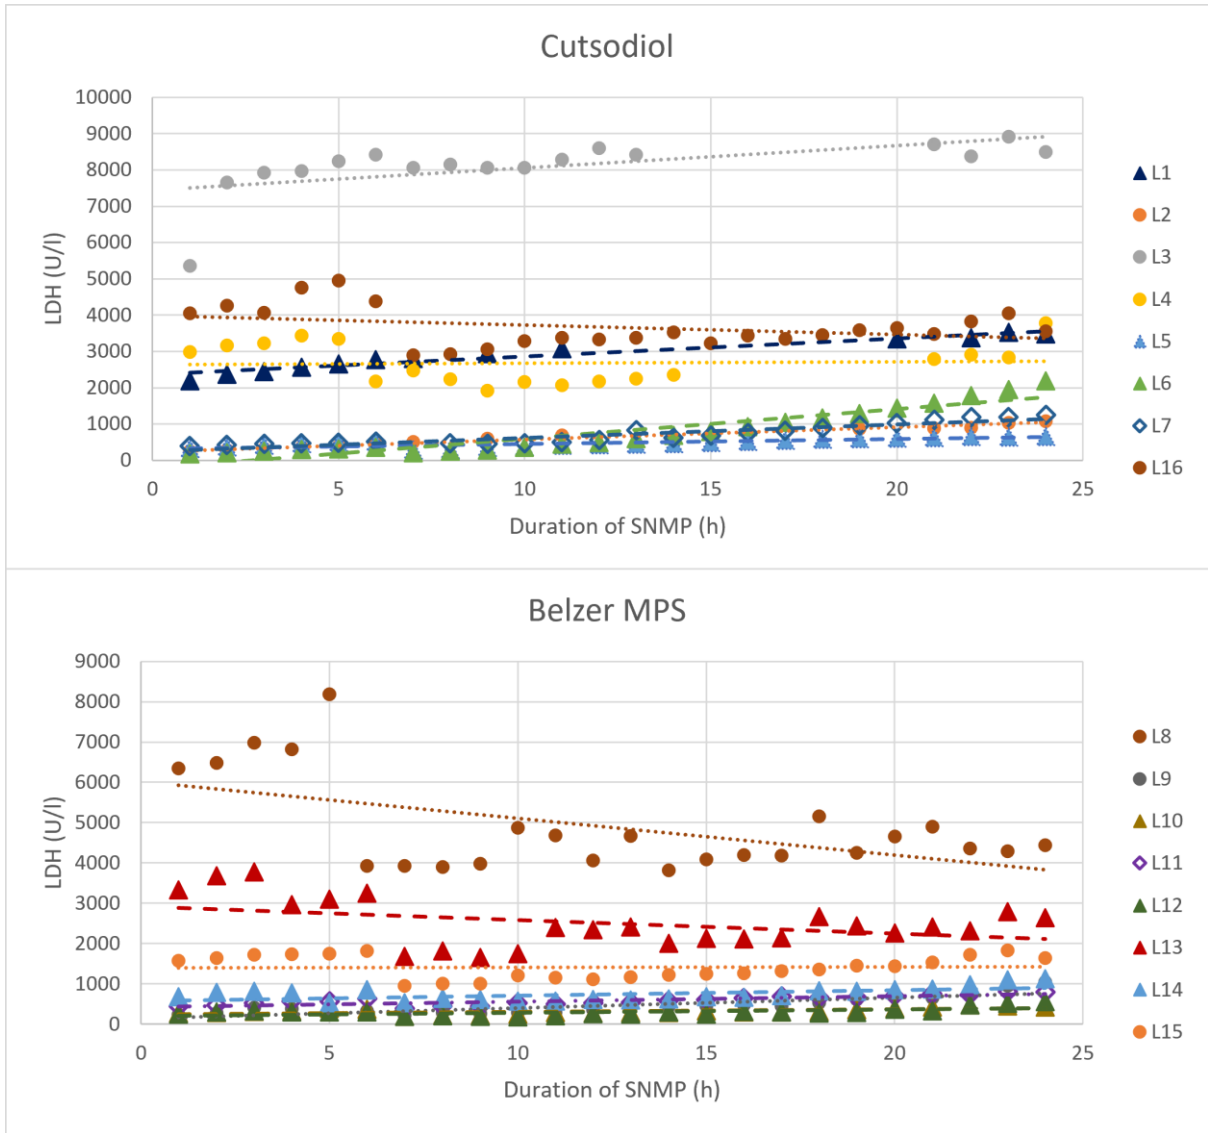 Cutsodiol
10000
9000
8000
7000
6000
5000
4000
3000
2000
1000
0
LDH (U/l)
0 5 10 15 20 25
Duration of SNMP (h)
L1
L2
L3
L4
L5
L6
L7
L16
Belzer MPS
9000
8000
7000
6000
5000
4000
3000
2000
1000
0
LDH (U/l)
0 5 10 15 20 25
Duration of SNMP (h)
L8
L9
L10
L11
L12
L13
L14
L15